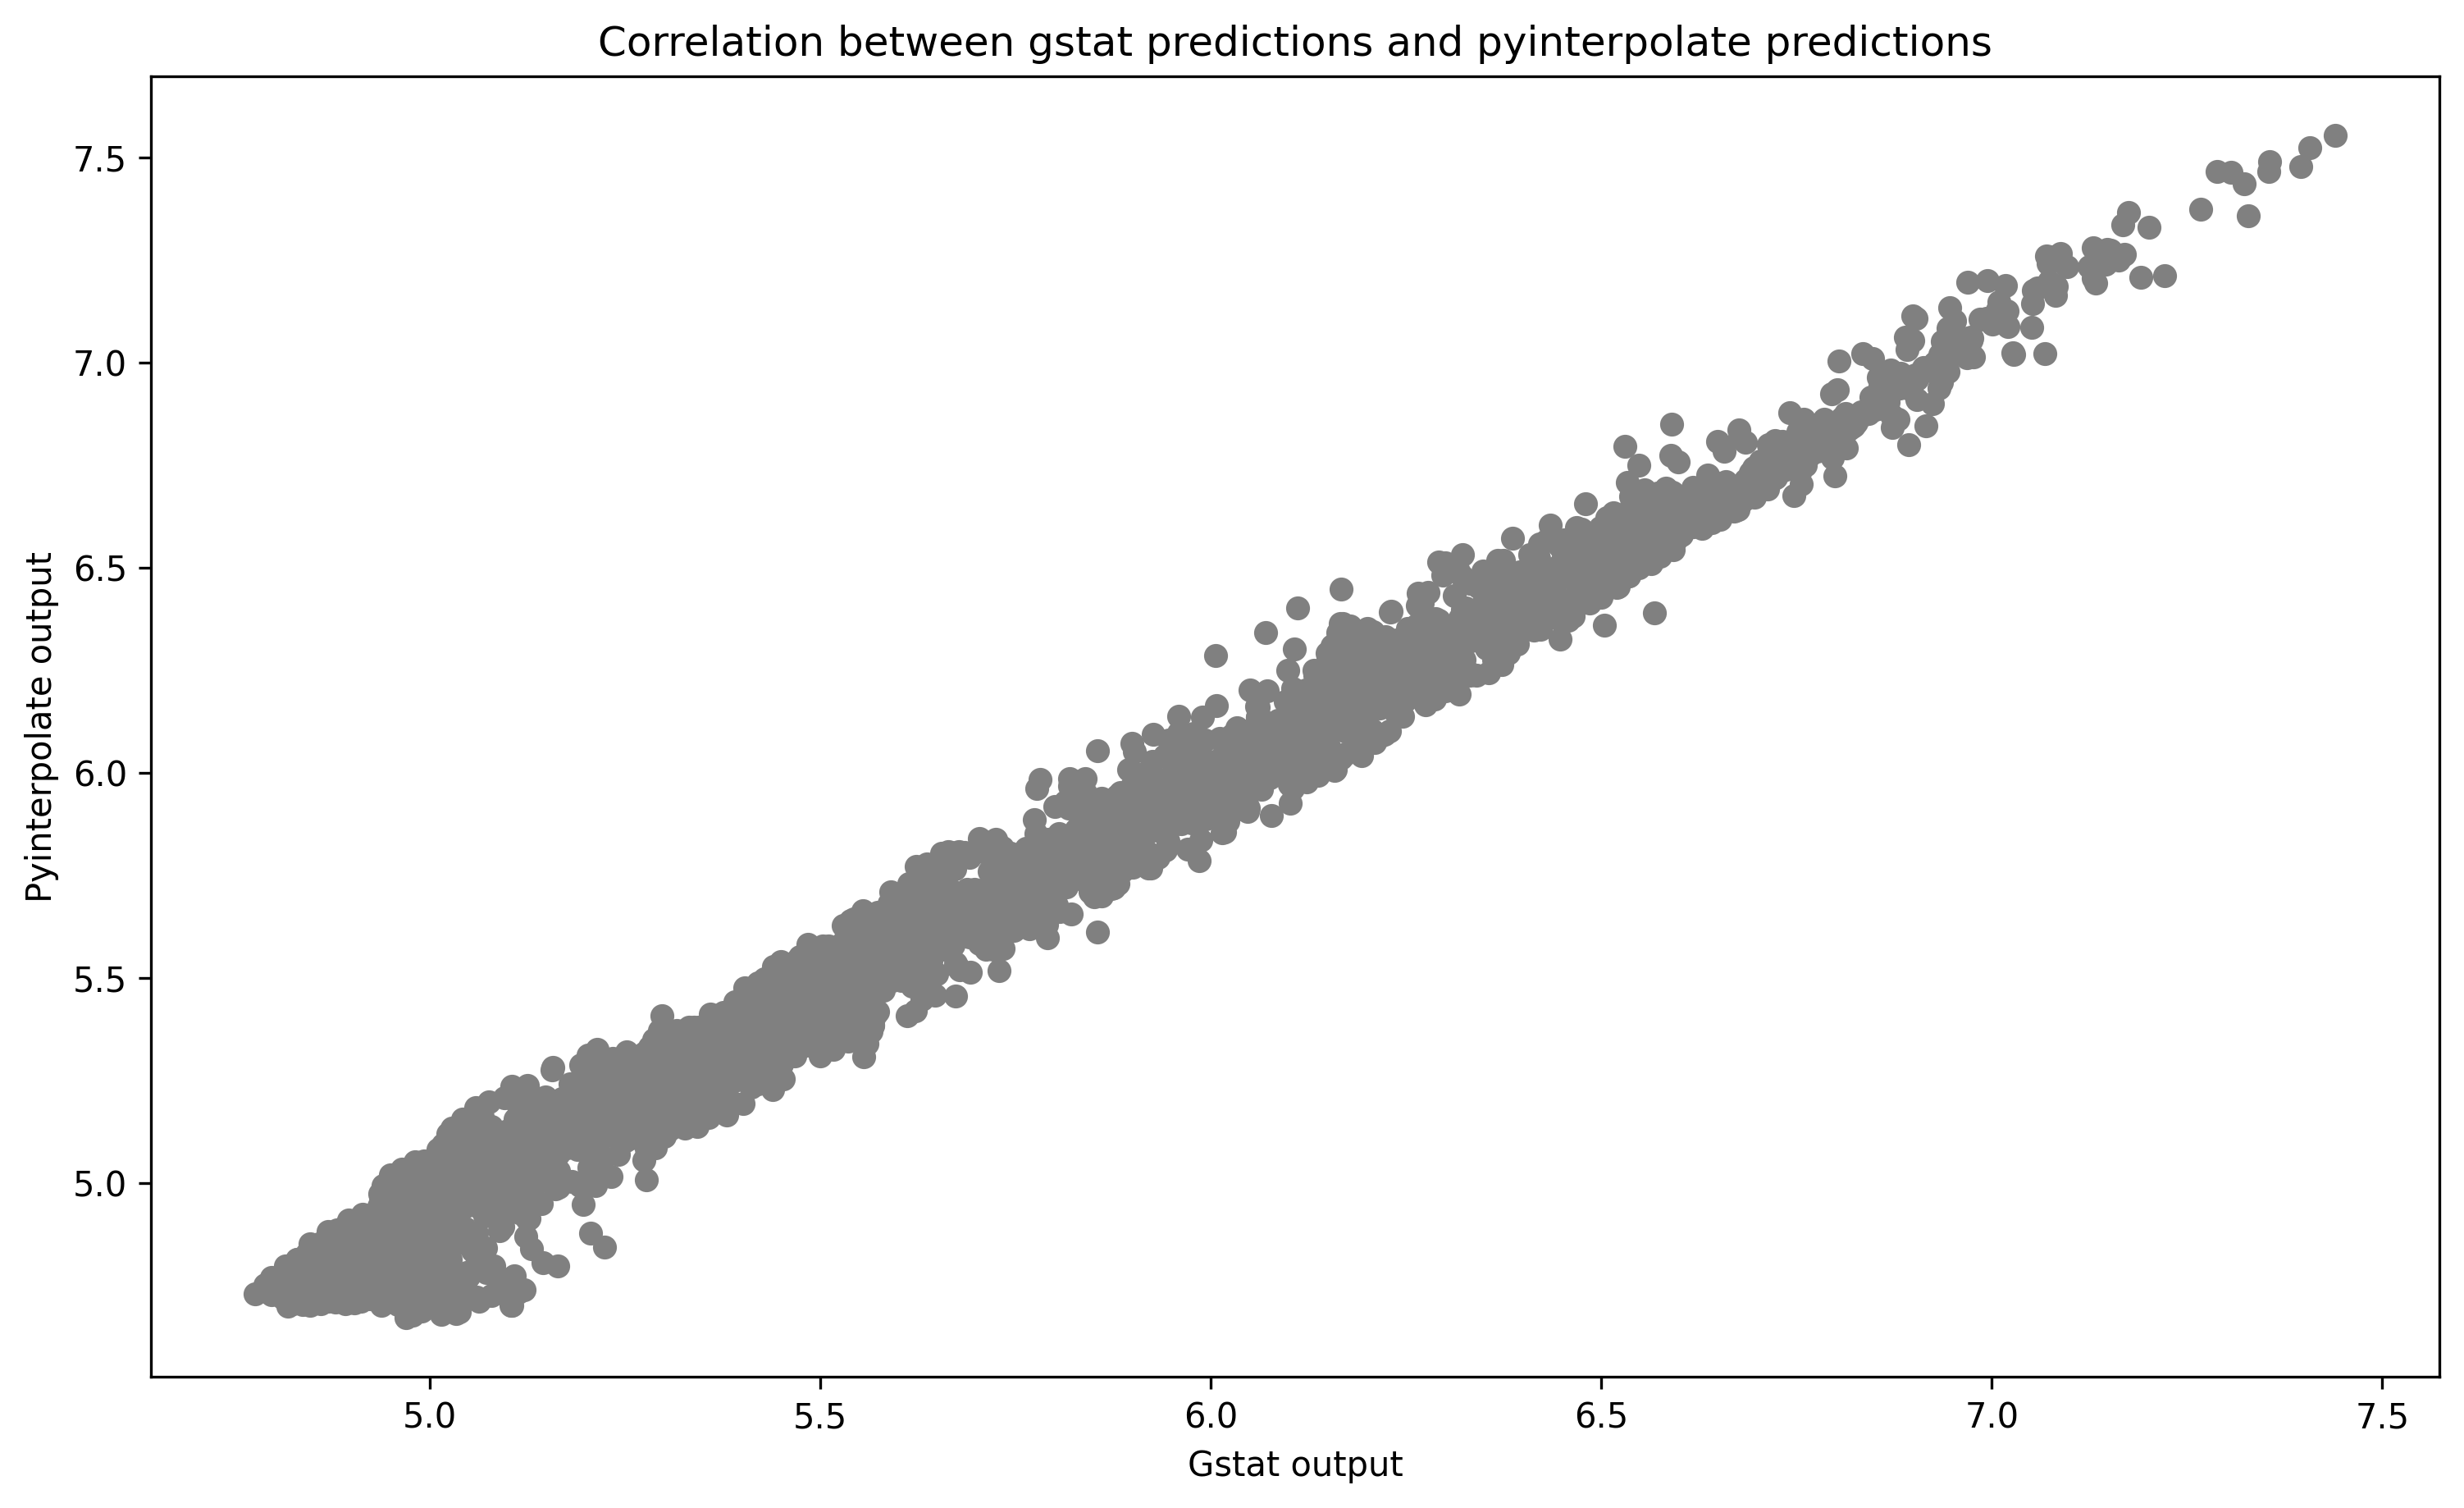 Correlation between gstat predictions and pyinterpolate predictions
7.5
7.0
6.5
6.0
5.5
5.0
Pyinterpolate output
5.0 5.5 6.0 6.5 7.0 7.5
Gstat output